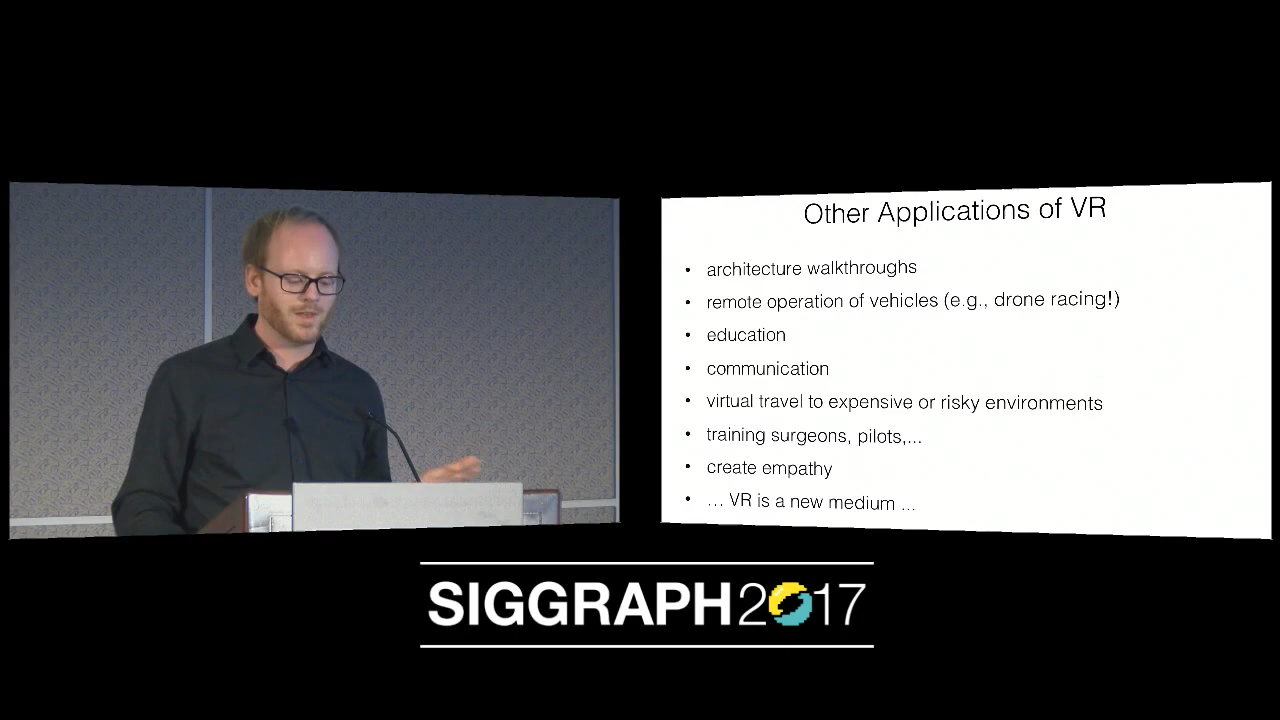 Other Applications of VR
• architecture walkthroughs
• remote operation of vehicles (e.g., drone racing!)
• education
• communication
• virtual travel to expensive or risky environments
• training surgeons, pilots,...
• create empathy
• ... VR is a new medium ...
SIGGRAPH2017